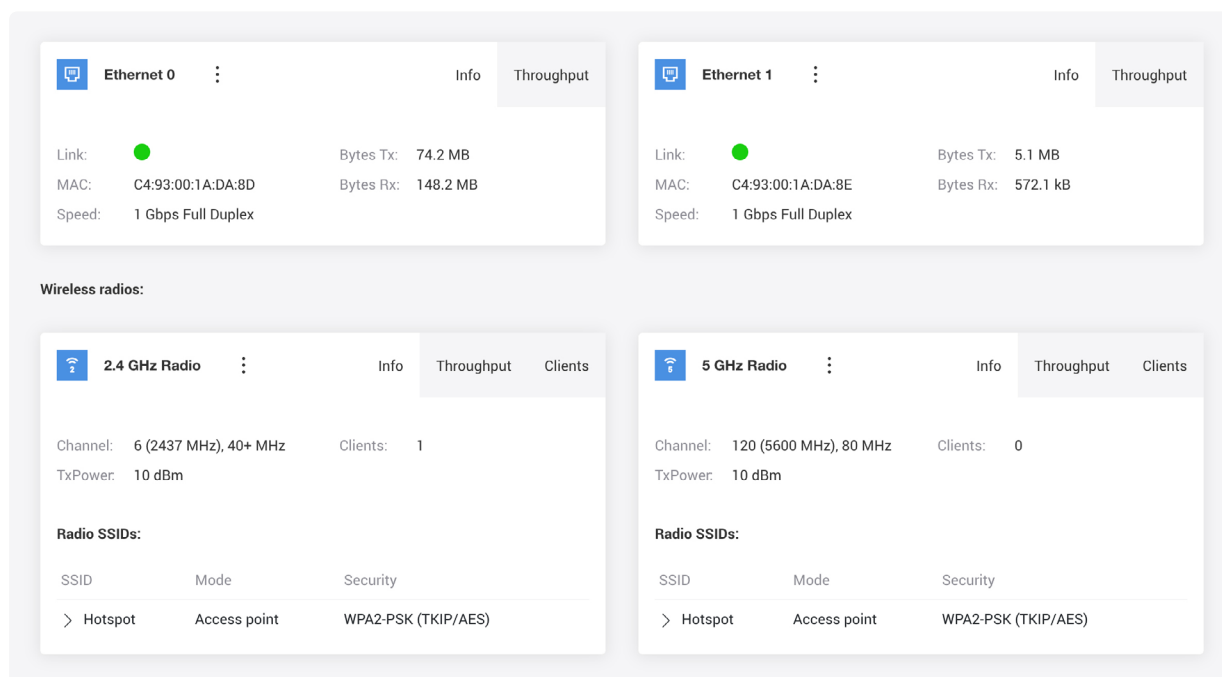 Ethernet 0 Info Throughput
Link:
Bytes Tx: 74.2 MB
MAC: C4:93:00:1A:DA:8D
Bytes Rx: 148.2 MB
Speed: 1 Gbps Full Duplex
Ethernet 1 Info Throughput
Link:
Bytes Tx: 5.1 MB
MAC: C4:93:00:1A:DA:8E
Bytes Rx: 572.1 kB
Speed: 1 Gbps Full Duplex
Wireless radios:
2 2.4 GHz Radio Info Throughput Clients
Channel: 6 (2437 MHz), 40+ MHz
Clients: 1
TxPower: 10 dBm
Radio SSIDs:
SSID Mode Security
Hotspot Access point WPA2-PSK (TKIP/AES)
5 5 GHz Radio Info Throughput Clients
Channel: 120 (5600 MHz), 80 MHz
Clients: 0
TxPower: 10 dBm
Radio SSIDs:
SSID Mode Security
Hotspot Access point WPA2-PSK (TKIP/AES)